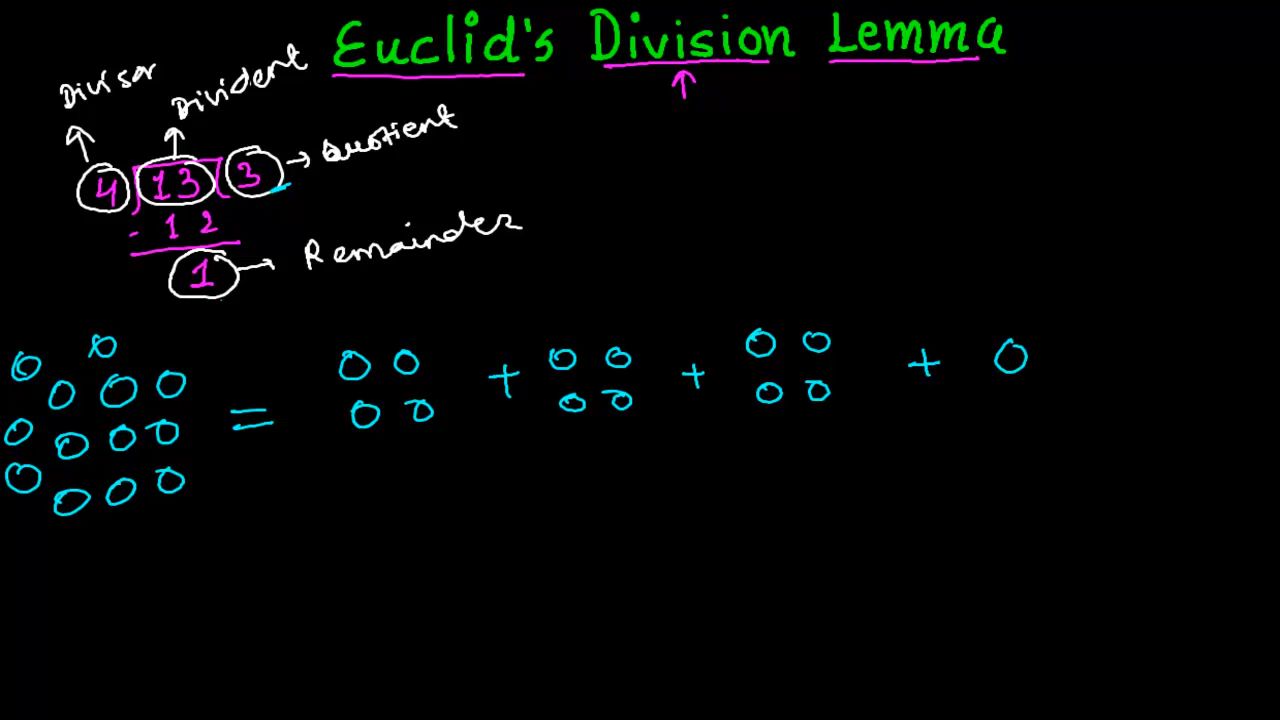 Euclid's Division Lemma
Divisor
Divident
4 13 3 → Quotient
- 12
1 → Remainder
= + + +